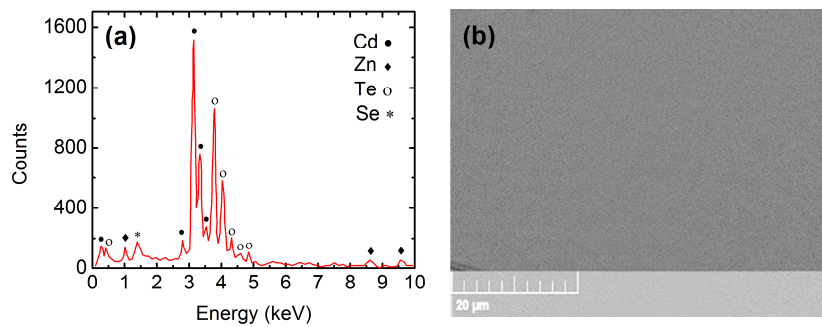 (a)
Cd ●
Zn ♦
Te ○
Se *
1600
1200
800
400
0
Counts
0 1 2 3 4 5 6 7 8 9 10
Energy (keV)
(b)
20 µm